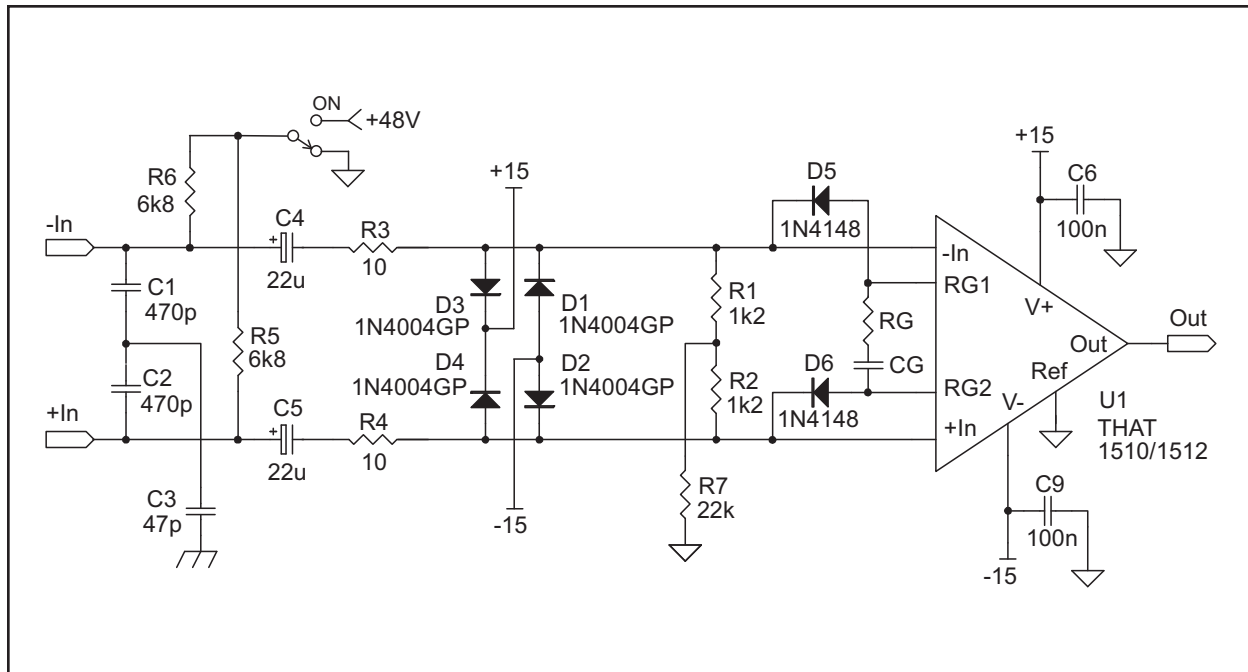 ON
+48V
R6
6k8
-In
C4
+
22u
R3
10
+15
D5
1N4148
+15
C6
100n
C1
470p
R5
6k8
D3
1N4004GP
D1
1N4004GP
R1
1k2
-In
RG1
RG
V+
Out
Out
C2
470p
D4
1N4004GP
D2
1N4004GP
R2
1k2
D6
1N4148
CG
RG2
Ref
V-
+In
U1
THAT
1510/1512
+In
C5
+
22u
R4
10
C3
47p
-15
R7
22k
C9
100n
-15